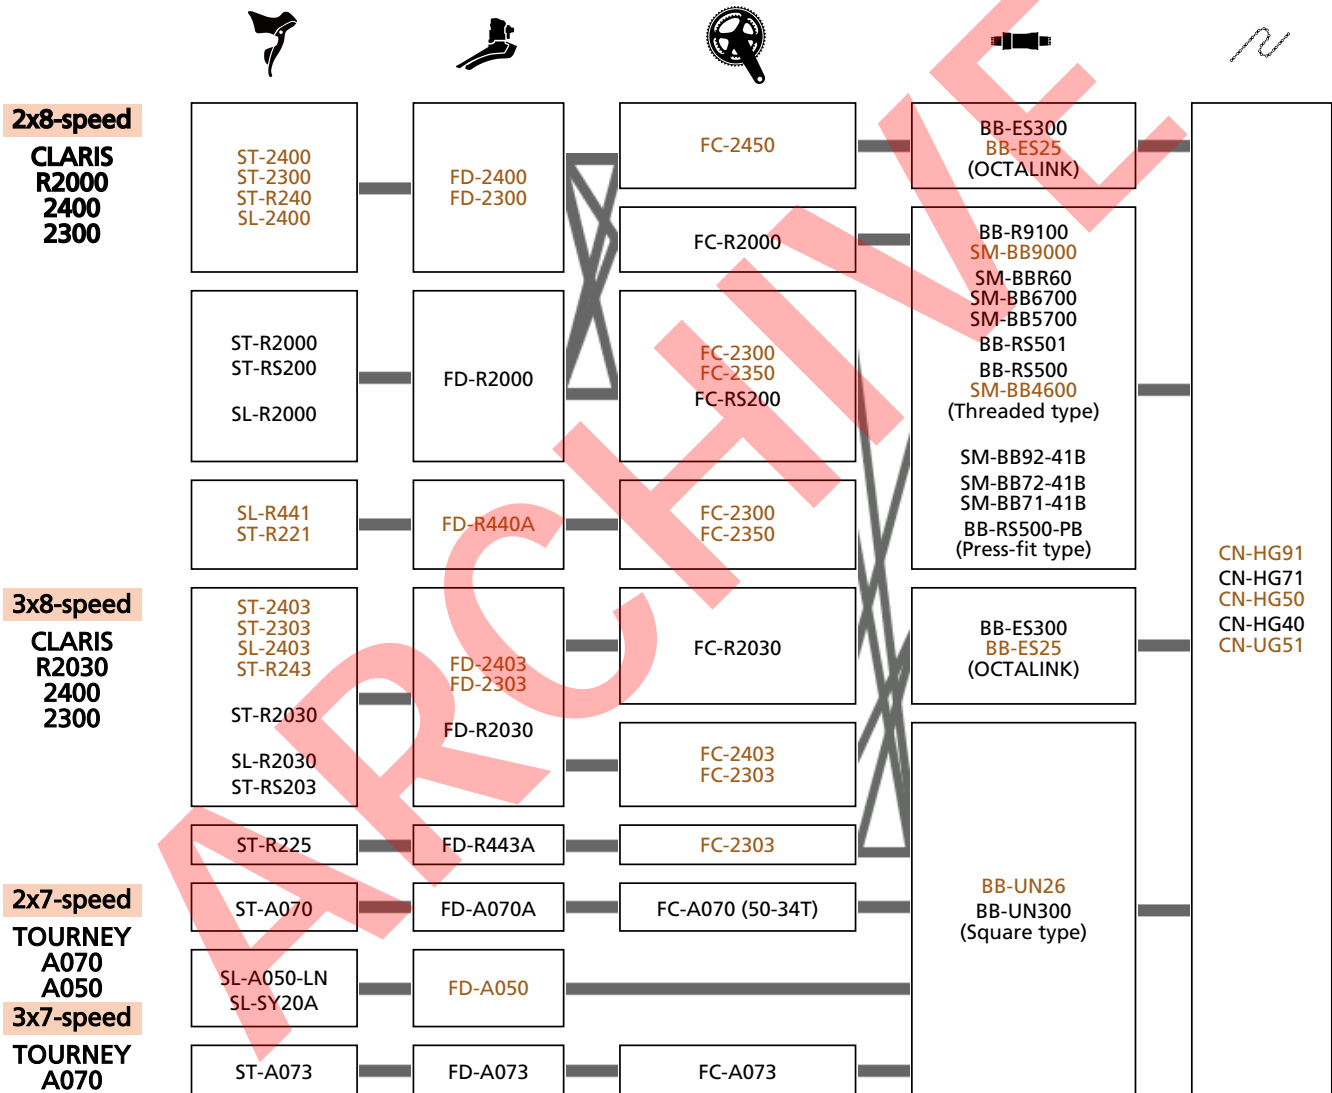 2x8-speed
CLARIS
R2000
2400
2300
ST-2400
ST-2300
ST-R240
SL-2400
FD-2400
FD-2300
FC-2450
BB-ES300
BB-ES25
(OCTALINK)
FC-R2000
BB-R9100
SM-BB9000
SM-BBR60
SM-BB6700
SM-BB5700
BB-RS501
BB-RS500
SM-BB4600
(Threaded type)
SM-BB92-41B
SM-BB72-41B
SM-BB71-41B
BB-RS500-PB
(Press-fit type)
ST-R2000
ST-RS200
SL-R2000
FD-R2000
FC-2300
FC-2350
FC-RS200
SL-R441
ST-R221
FD-R440A
FC-2300
FC-2350
CN-HG91
CN-HG71
CN-HG50
CN-HG40
CN-UG51
3x8-speed
CLARIS
R2030
2400
2300
ST-2403
ST-2303
SL-2403
ST-R243
ST-R2030
SL-R2030
ST-RS203
FD-2403
FD-2303
FD-R2030
FC-R2030
BB-ES300
BB-ES25
(OCTALINK)
FC-2403
FC-2303
ST-R225
FD-R443A
FC-2303
2x7-speed
TOURNEY
A070
A050
ST-A070
FD-A070A
FC-A070 (50-34T)
BB-UN26
BB-UN300
(Square type)
SL-A050-LN
SL-SY20A
FD-A050
3x7-speed
TOURNEY
A070
ST-A073
FD-A073
FC-A073
ARCHIVE